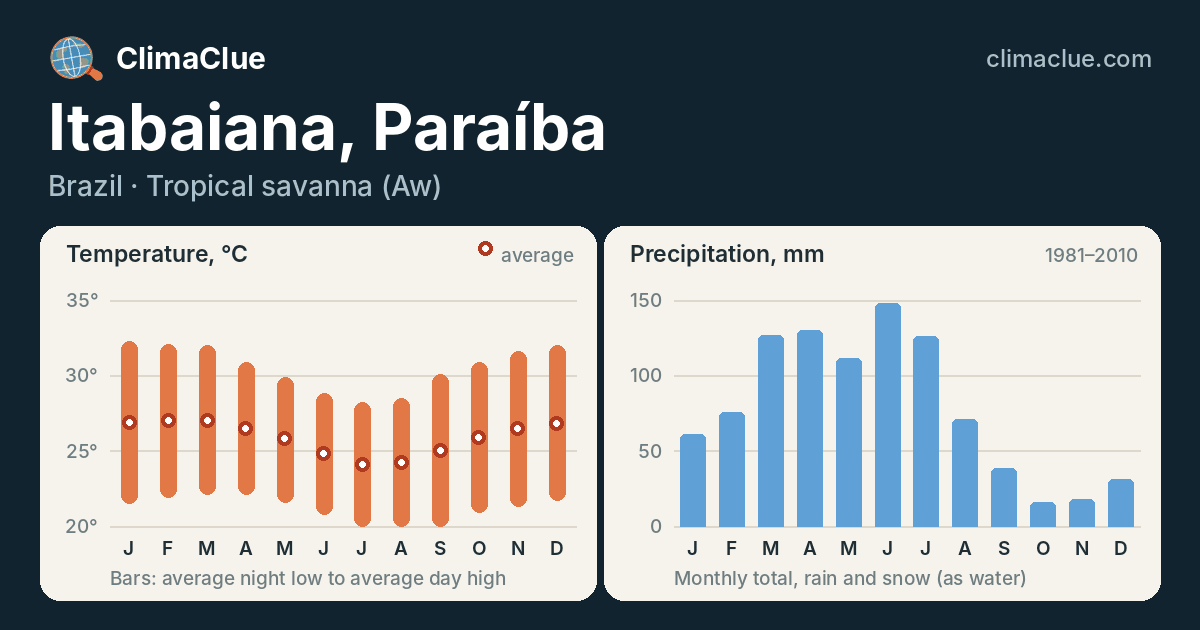 ClimaClue
climaclue.com
Itabaiana, Paraíba
Brazil · Tropical savanna (Aw)
Temperature, °C
average
35°
30°
25°
20°
J F M A M J J A S O N D
Bars: average night low to average day high
Precipitation, mm
1981–2010
150
100
50
0
J F M A M J J A S O N D
Monthly total, rain and snow (as water)